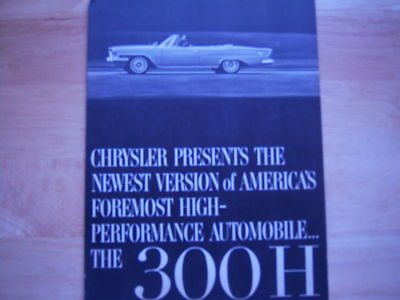 CHRYSLER PRESENTS THE
NEWEST VERSION of AMERICA'S
FOREMOST HIGH-
PERFORMANCE AUTOMOBILE...
THE 300H